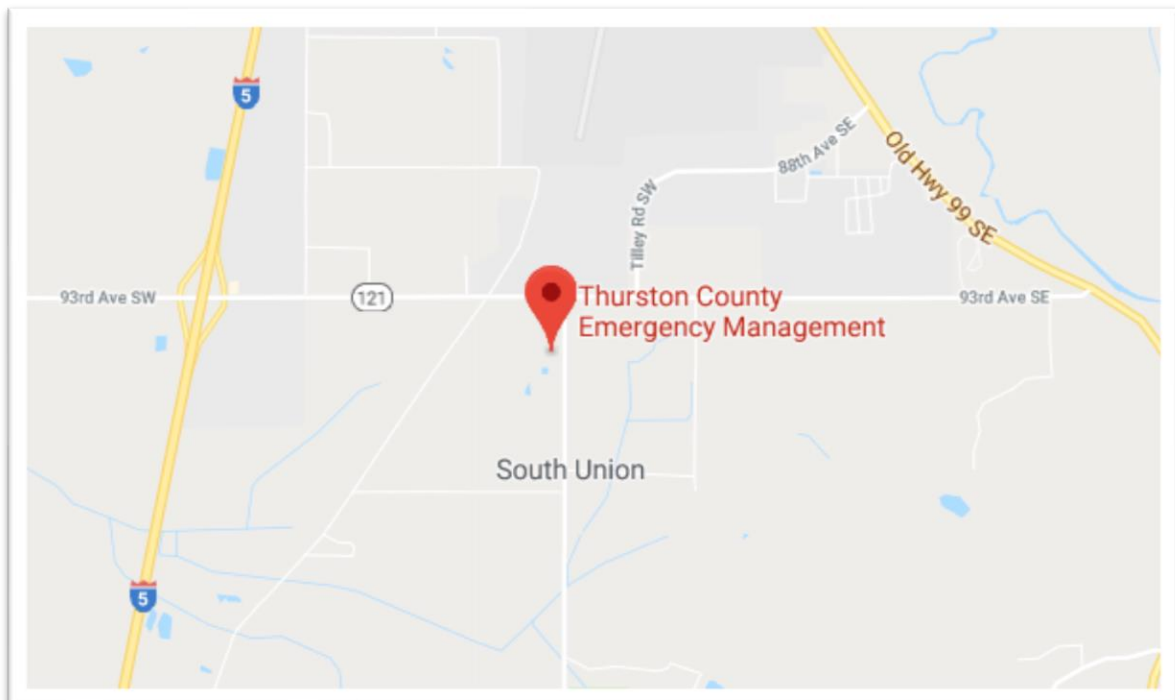 5
88th Ave SE
Old Hwy 99 SE
Tilley Rd SW
93rd Ave SW
121
Thurston County
Emergency Management
93rd Ave SE
South Union
5